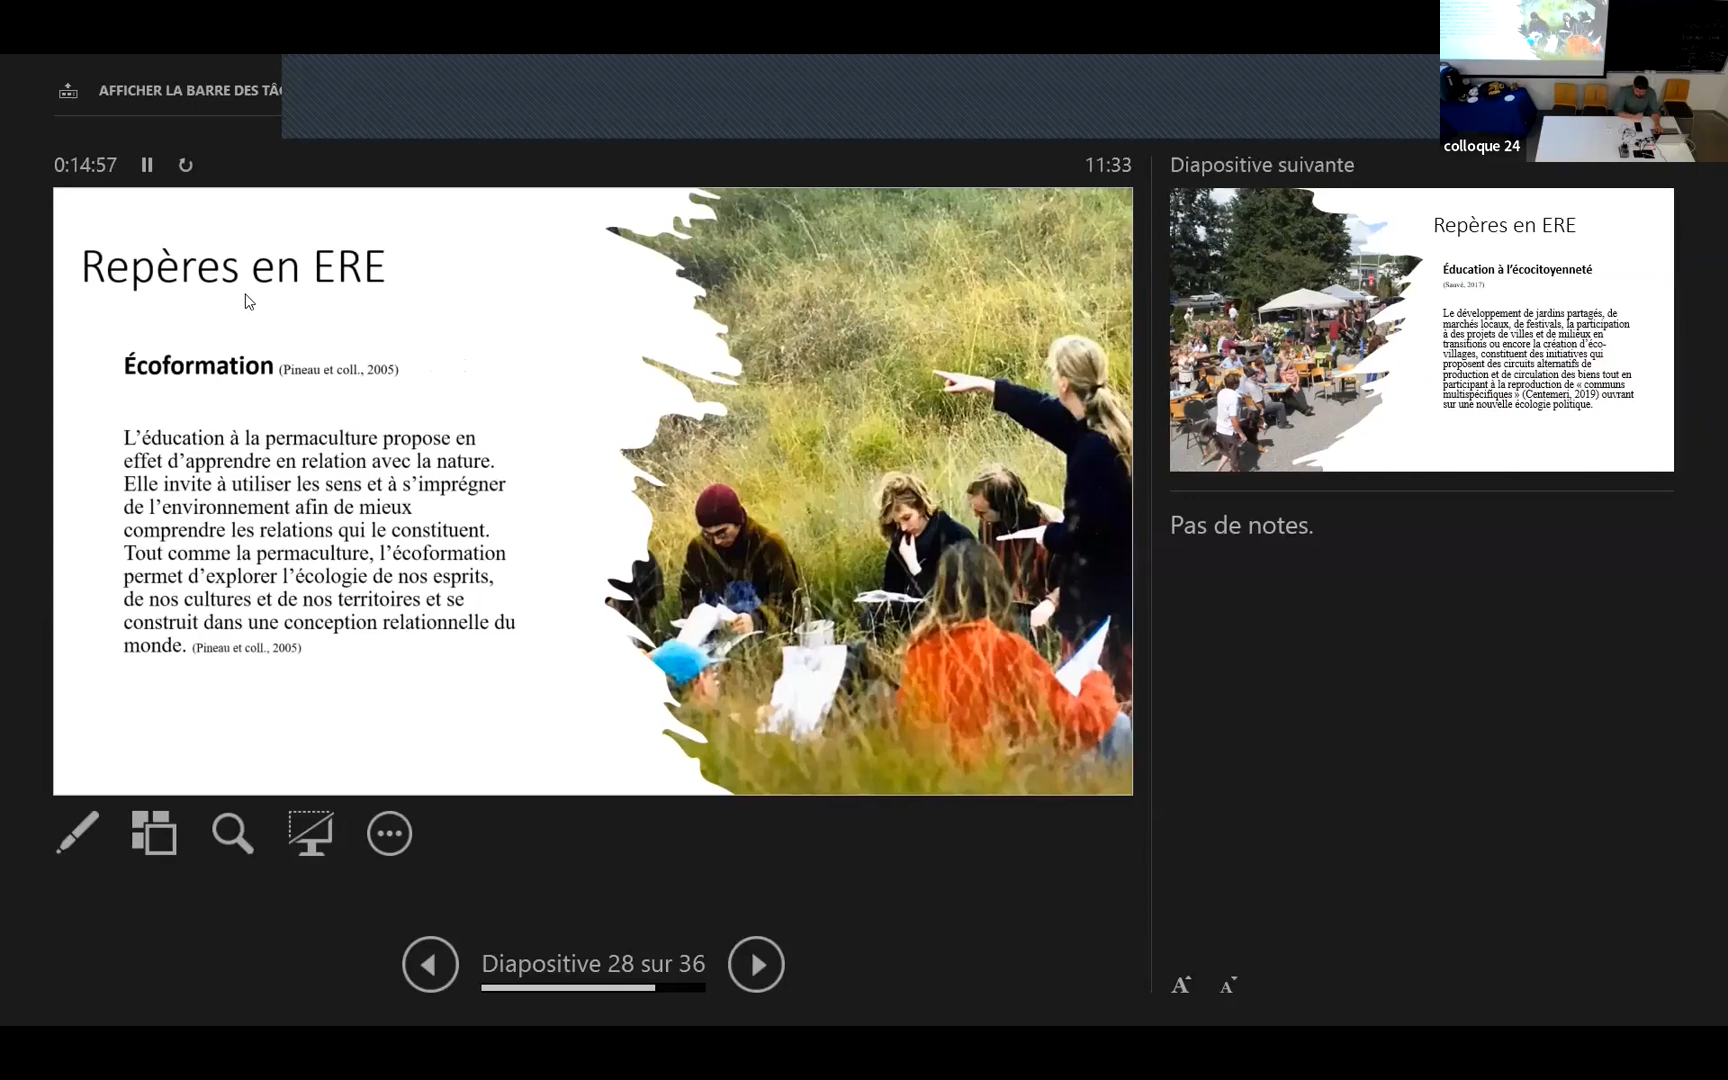 AFFICHER LA BARRE DES TÂ
colloque 24
0:14:57
11:33
Diapositive suivante
Repères en ERE
Écoformation (Pineau et coll., 2005)
L’éducation à la permaculture propose en
effet d’apprendre en relation avec la nature.
Elle invite à utiliser les sens et à s’imprégner
de l’environnement afin de mieux
comprendre les relations qui le constituent.
Tout comme la permaculture, l’écoformation
permet d’explorer l’écologie de nos esprits,
de nos cultures et de nos territoires et se
construit dans une conception relationnelle du
monde. (Pineau et coll., 2005)
Repères en ERE
Éducation à l’écocitoyenneté
(Sauvé, 2017)
Le développement de jardins partagés, de
marchés locaux, de festivals, la participation
à des projets de villes et de milieux en
transitions ou encore la création d’éco-
villages, constituent des initiatives qui
proposent des circuits alternatifs de
production et de circulation des biens tout en
participant à la reproduction de « communs
multispécifiques » (Centemeri, 2019) ouvrant
sur une nouvelle écologie politique.
Pas de notes.
Diapositive 28 sur 36
A A